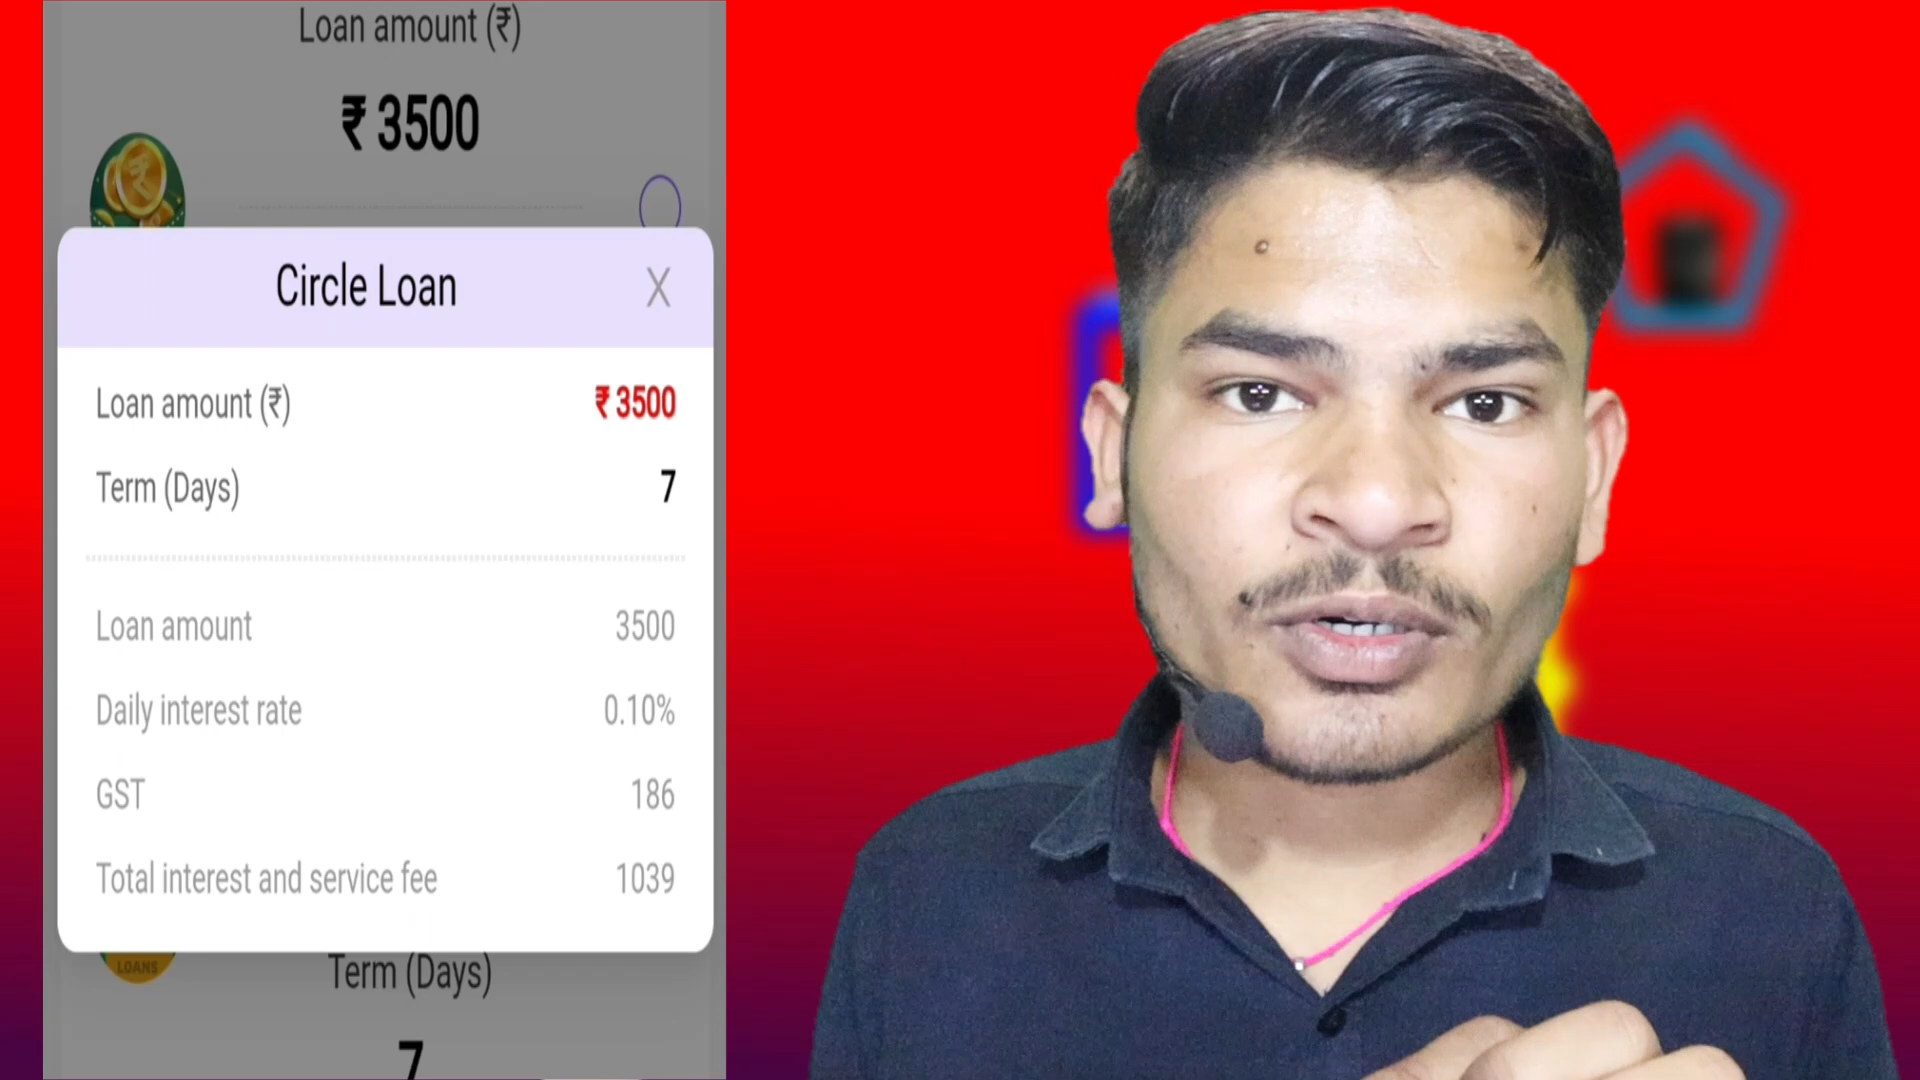 Loan amount (₹)
₹ 3500
Circle Loan X
Loan amount (₹) ₹ 3500
Term (Days) 7
Loan amount 3500
Daily interest rate 0.10%
GST 186
Total interest and service fee 1039
LOANS
Term (Days)
7